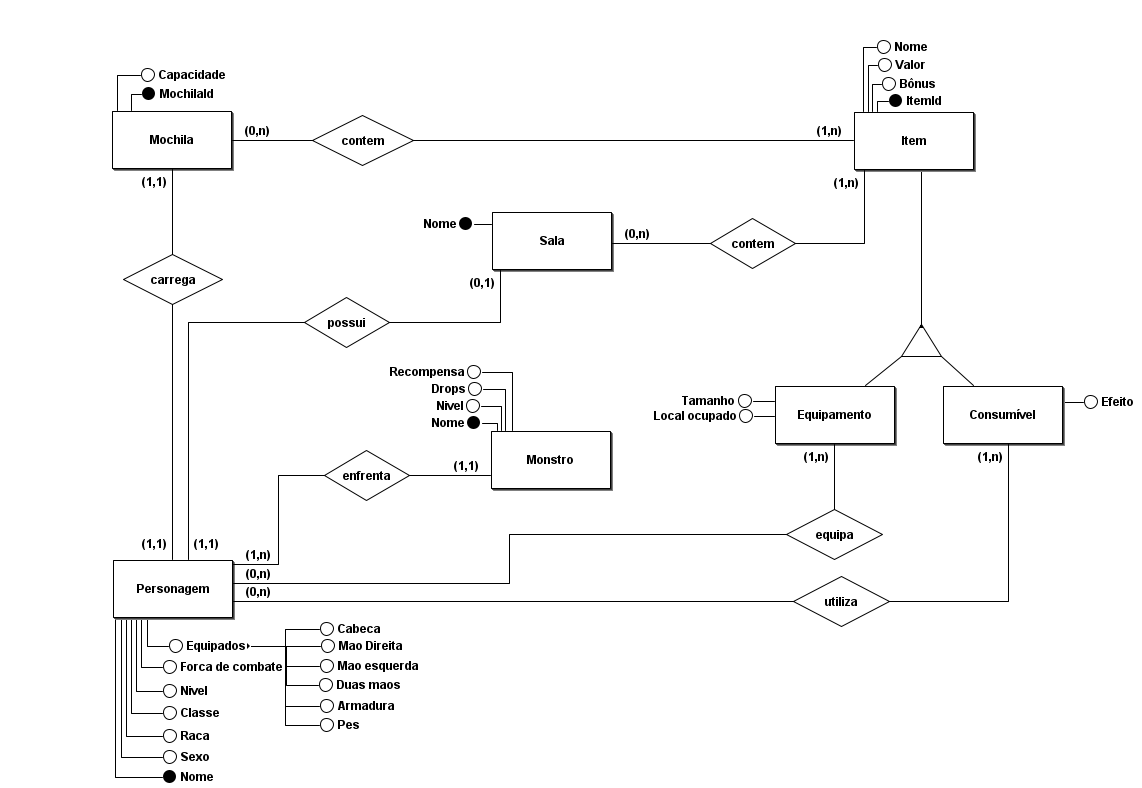 Nome
Valor
Bônus
ItemId
Capacidade
MochilaId
Mochila
(0,n)
contem
(1,n)
Item
(1,1)
(1,n)
Nome
Sala
(0,n)
contem
(0,1)
carrega
possui
Recompensa
Drops
Nivel
Nome
Monstro
Tamanho
Local ocupado
Equipamento
Consumível
Efeito
(1,n)
(1,n)
enfrenta
(1,1)
equipa
(1,1)
(1,1)
(1,n)
(0,n)
(0,n)
Personagem
utiliza
Equipados
Forca de combate
Nivel
Classe
Raca
Sexo
Nome
Cabeca
Mao Direita
Mao esquerda
Duas maos
Armadura
Pes